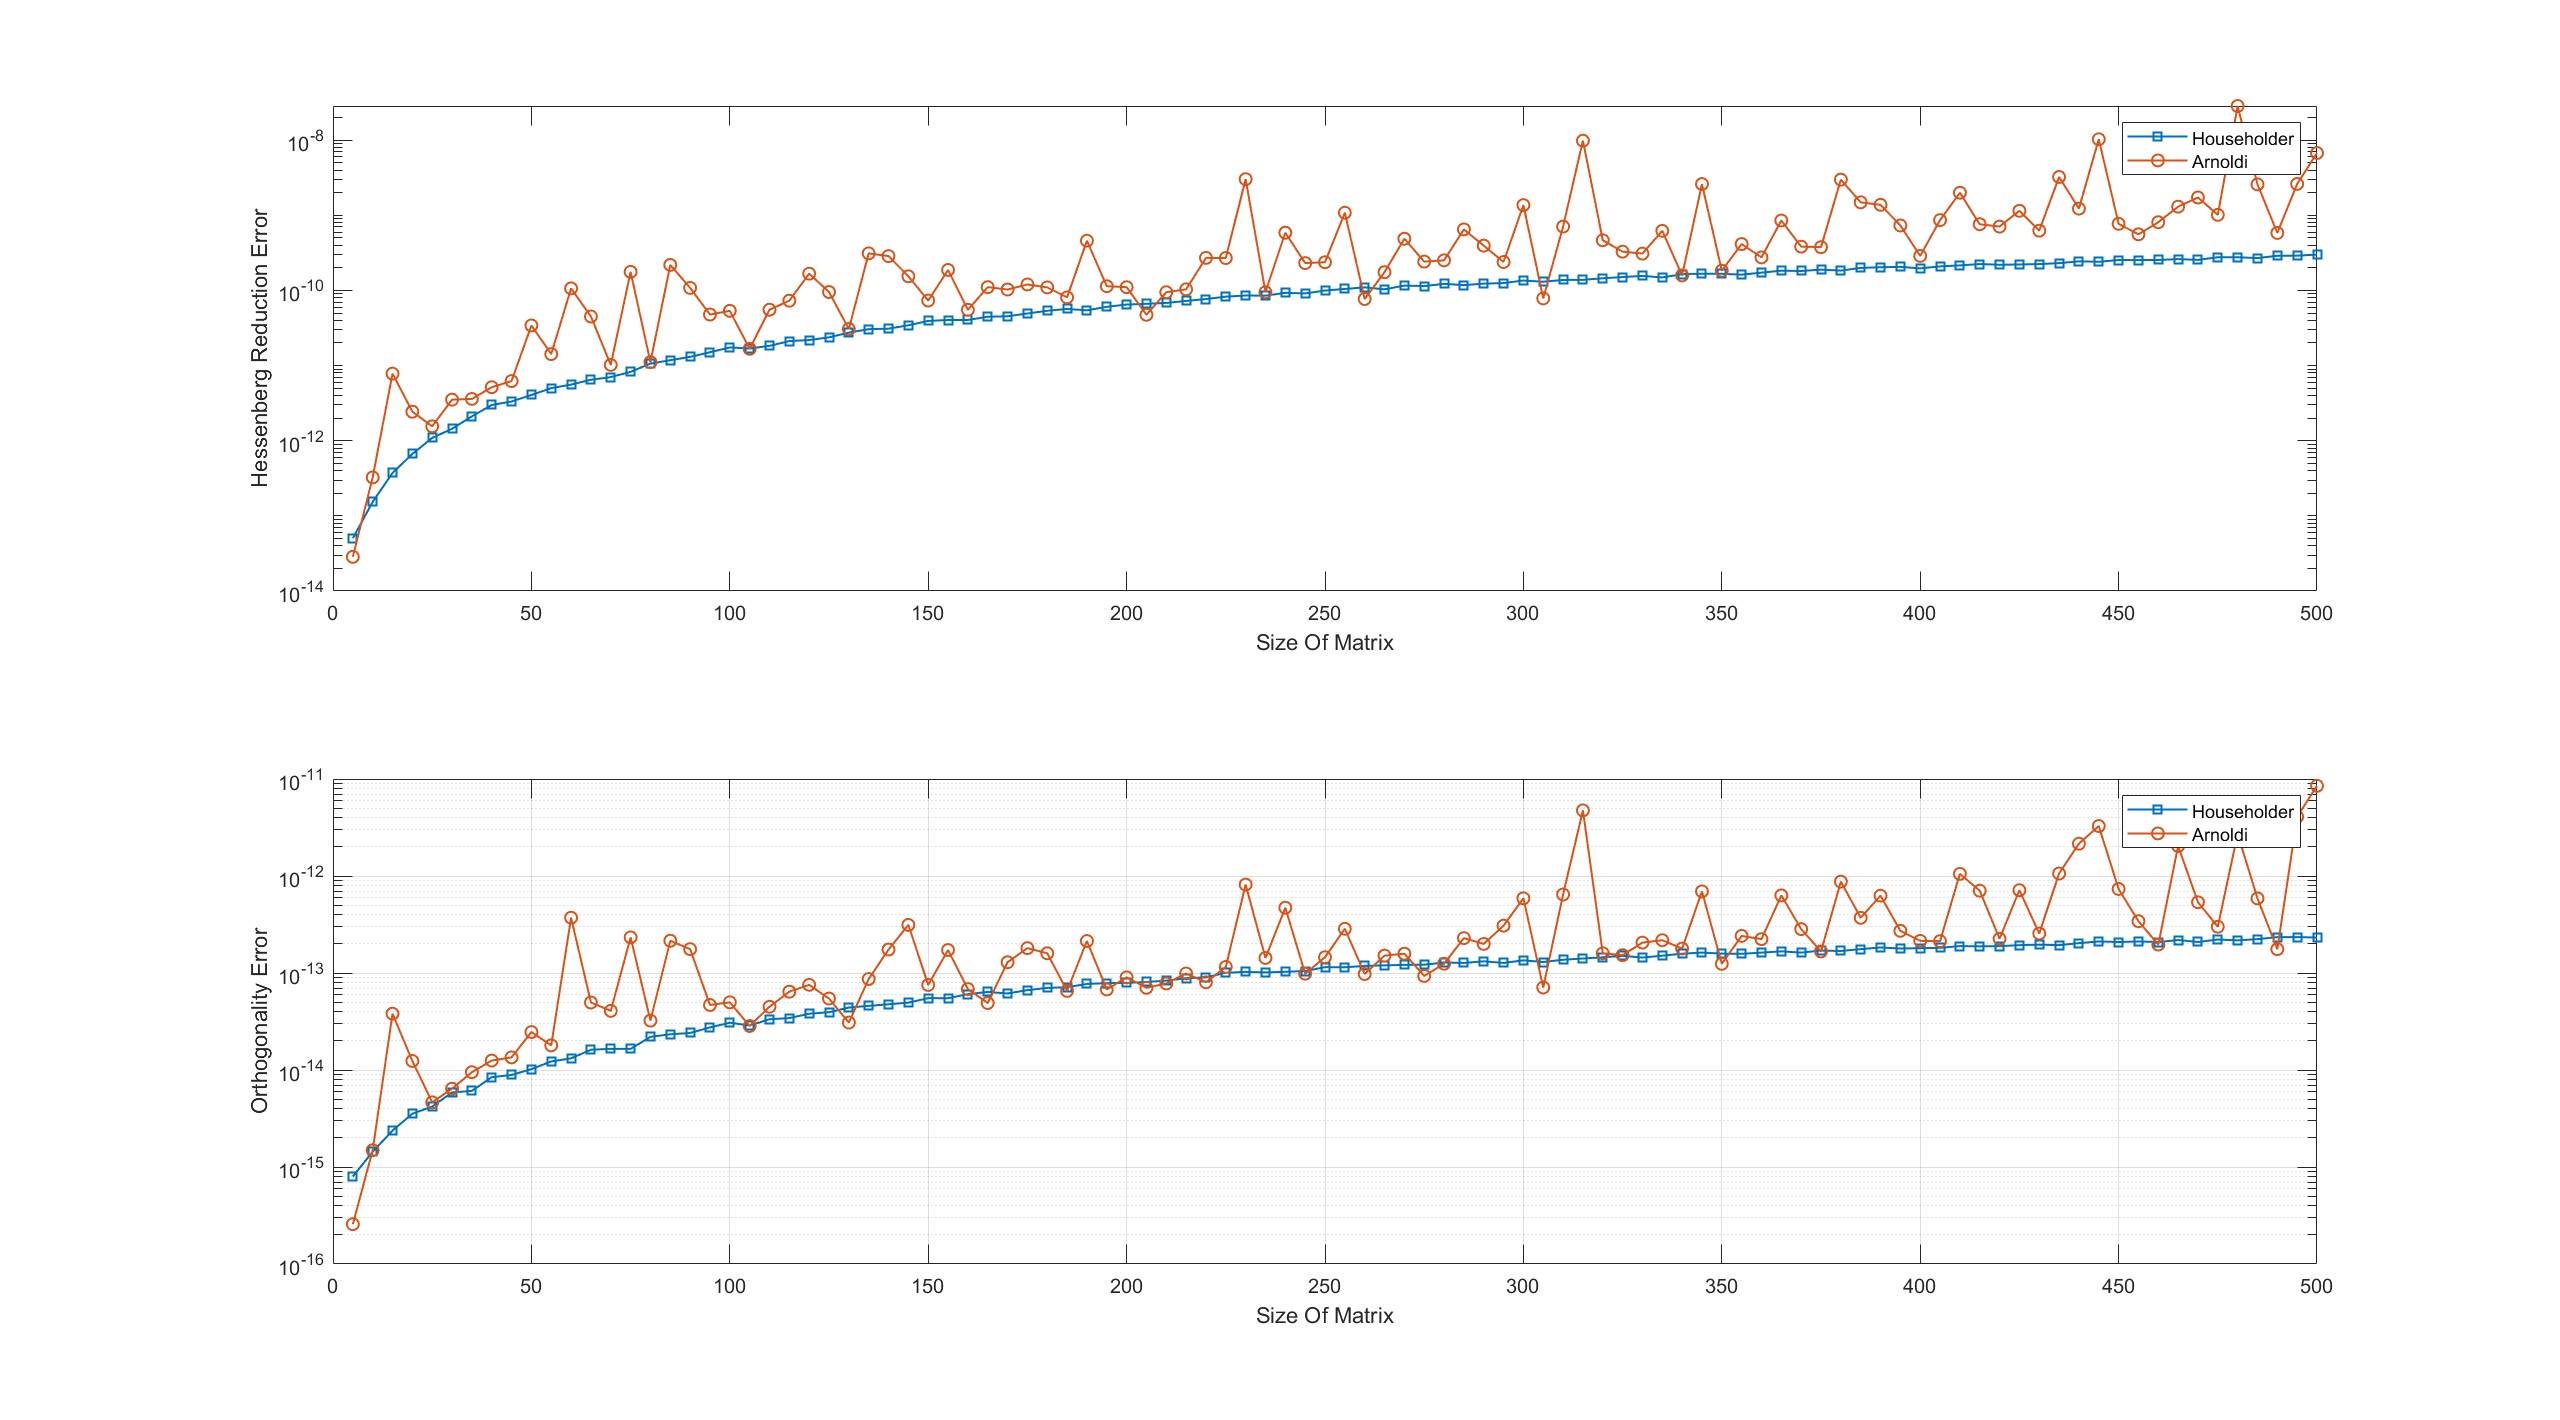 Hessenberg Reduction Error
10^-8
10^-10
10^-12
10^-14
Householder
Arnoldi
0 50 100 150 200 250 300 350 400 450 500
Size Of Matrix
Orthogonality Error
10^-11
10^-12
10^-13
10^-14
10^-15
10^-16
Householder
Arnoldi
0 50 100 150 200 250 300 350 400 450 500
Size Of Matrix